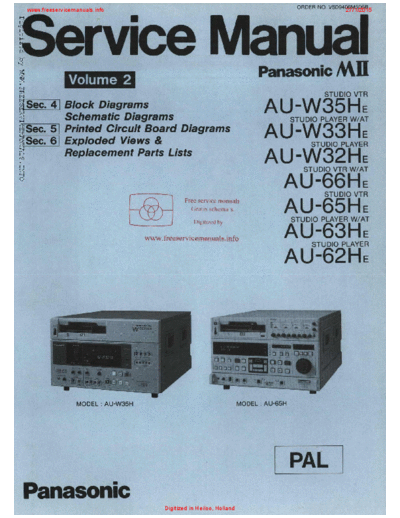 www.freeservicemanuals.info
Service Manual
Volume 2
Panasonic MII
Sec. 4 Block Diagrams
Schematic Diagrams
Sec. 5 Printed Circuit Board Diagrams
Sec. 6 Exploded Views &
Replacement Parts Lists
STUDIO VTR
AU-W35HE
STUDIO PLAYER W/AT
AU-W33HE
STUDIO PLAYER
AU-W32HE
STUDIO VTR W/AT
AU-66HE
STUDIO VTR
AU-65HE
STUDIO PLAYER W/AT
AU-63HE
STUDIO PLAYER
AU-62HE
Free service manuals
Gratis schema's
Digitized by
www.freeservicemanuals.info
MODEL : AU-W35H
MODEL : AU-65H
PAL
Panasonic
Digitized in Heiloo, Holland